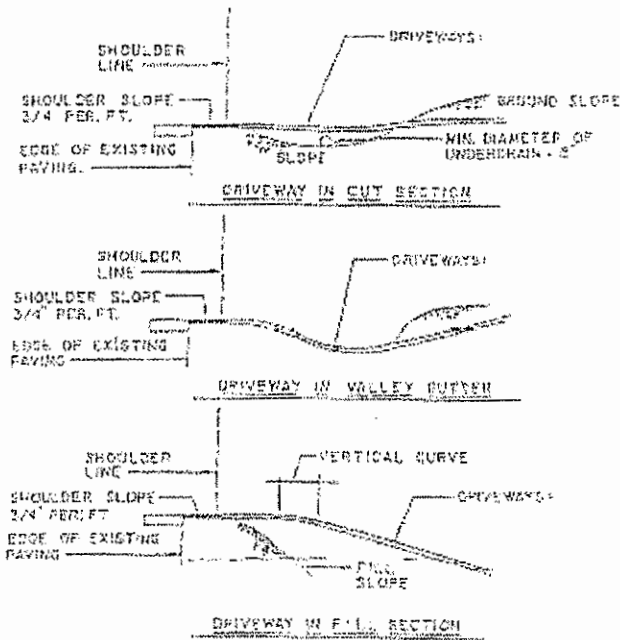 SHOULDER
LINE
DRIVEWAYS:
SHOULDER SLOPE
3/4 PER. FT.
GROUND SLOPE
EDGE OF EXISTING
PAVING.
SLOPE
MIN. DIAMETER OF
UNDERDRAIN -
DRIVEWAY IN CUT SECTION
SHOULDER
LINE
DRIVEWAYS:
SHOULDER SLOPE
3/4" PER. FT.
EDGE OF EXISTING
PAVING
DRIVEWAY IN VALLEY GUTTER
SHOULDER
LINE
VERTICAL CURVE
SHOULDER SLOPE
3/4" PER. FT
DRIVEWAYS:
EDGE OF EXISTING
PAVING
FILL
SLOPE
DRIVEWAY IN FILL SECTION